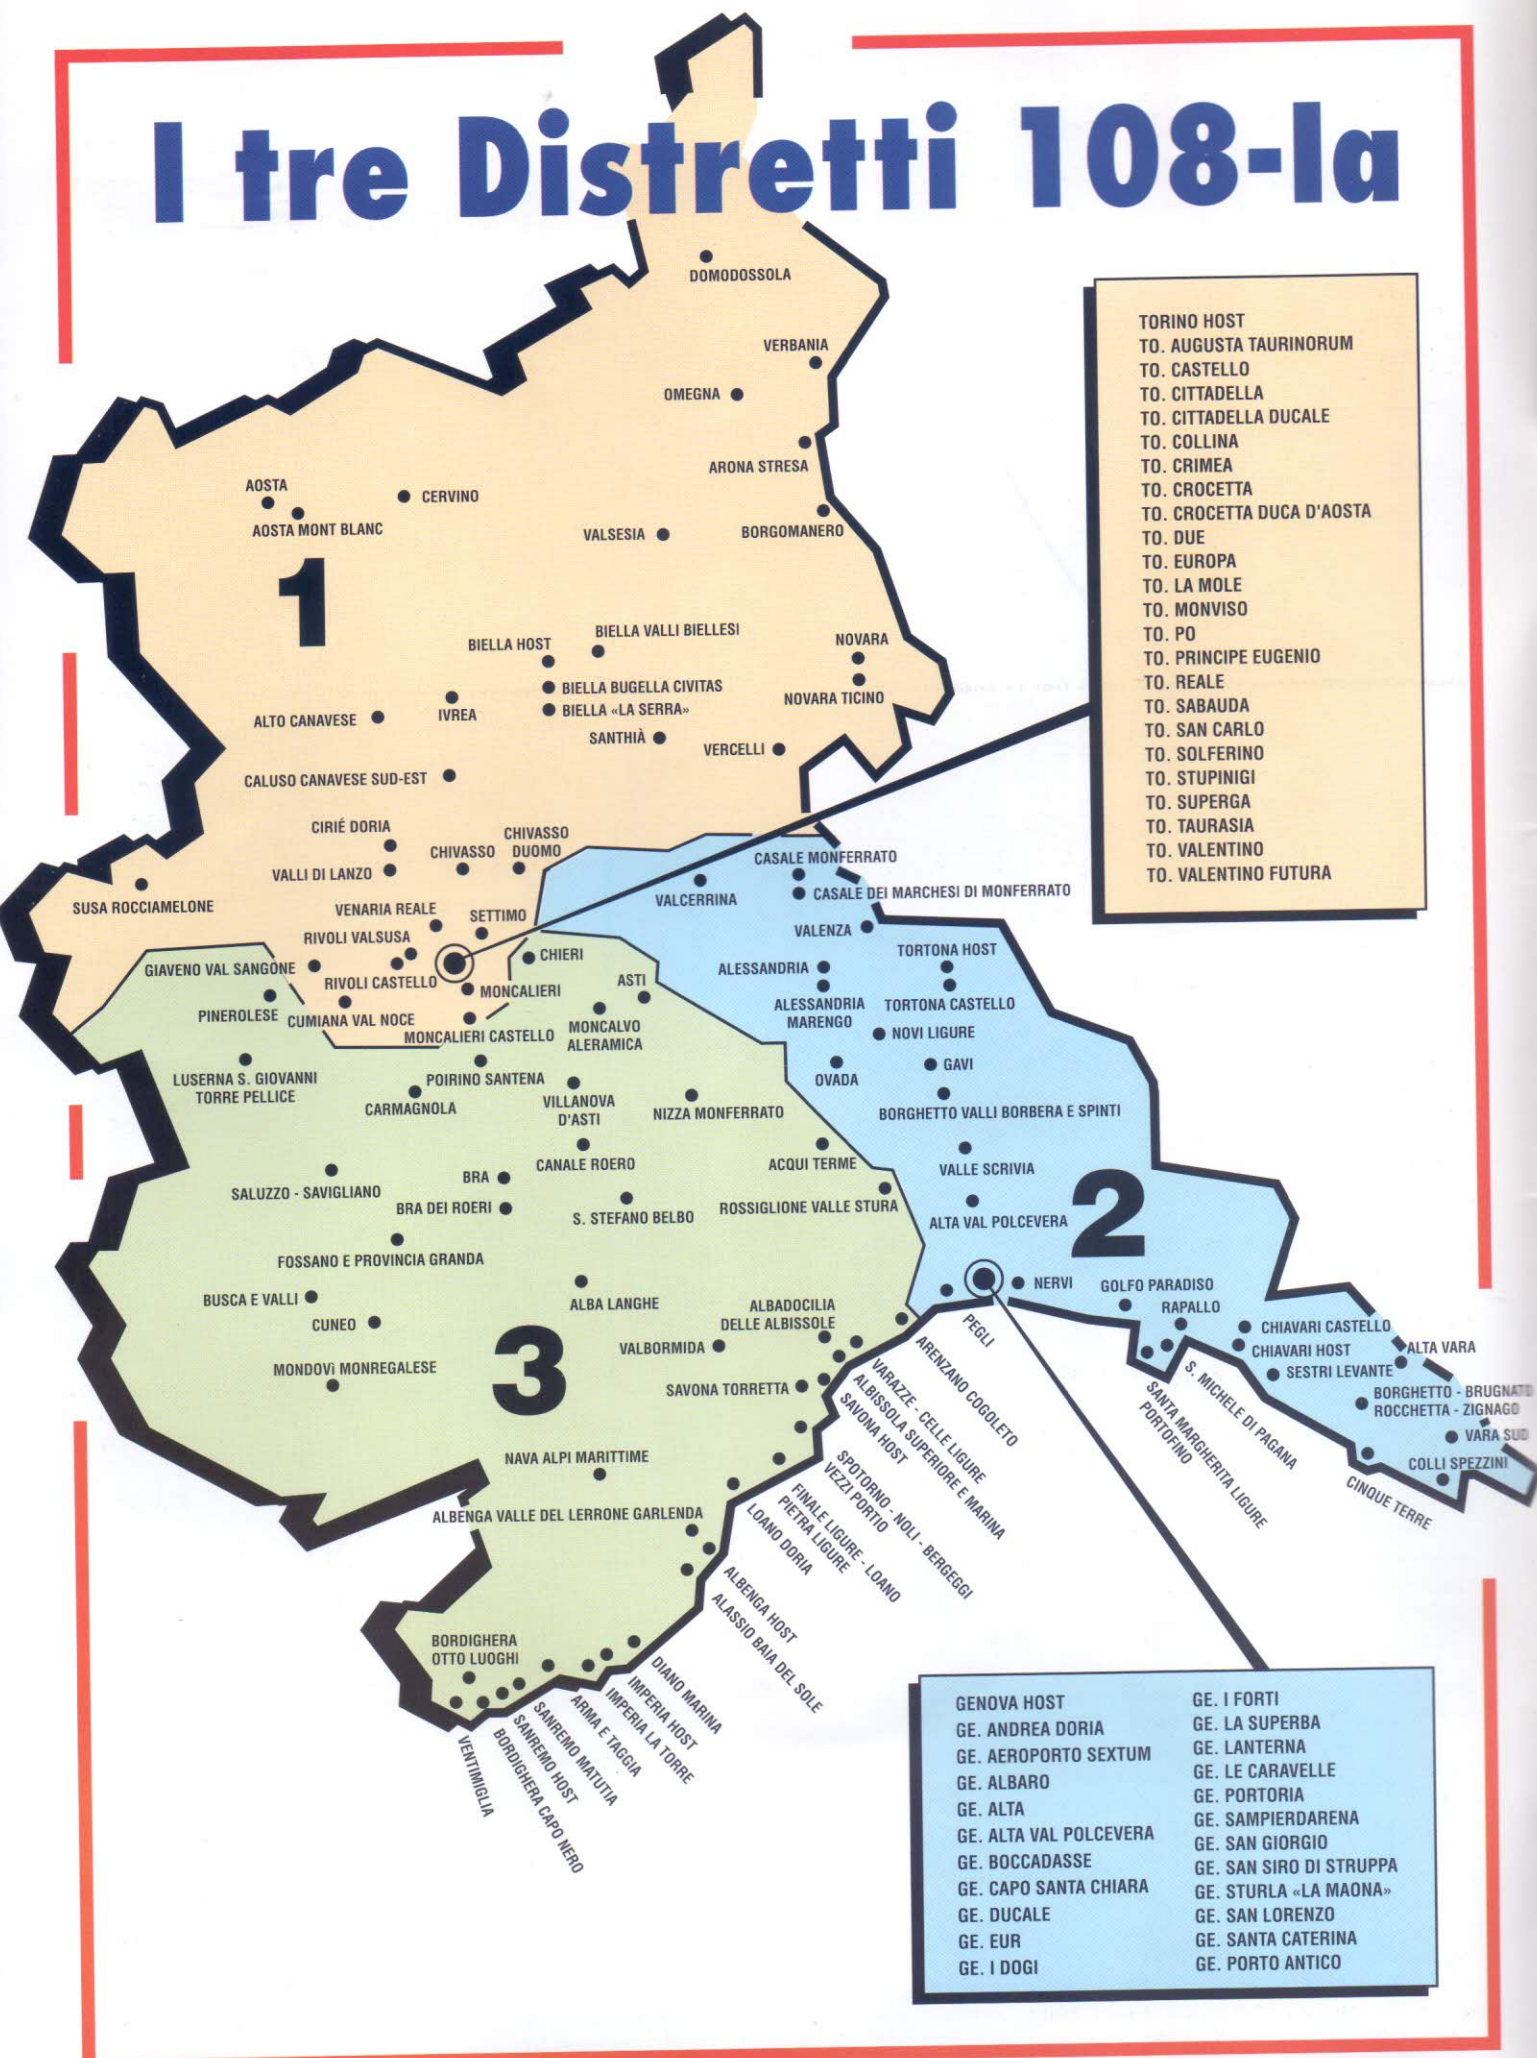 I tre Distretti 108-Ia
DOMODOSSOLA
VERBANIA
OMEGNA
ARONA STRESA
AOSTA
CERVINO
AOSTA MONT BLANC
VALSESIA
BORGOMANERO
1
BIELLA HOST
BIELLA VALLI BIELLESI
NOVARA
BIELLA BUGELLA CIVITAS
NOVARA TICINO
BIELLA «LA SERRA»
ALTO CANAVESE
IVREA
SANTHIÀ
VERCELLI
CALUSO CANAVESE SUD-EST
CIRIÉ DORIA
CHIVASSO
CHIVASSO
DUOMO
VALLI DI LANZO
SUSA ROCCIAMELONE
VENARIA REALE
SETTIMO
RIVOLI VALSUSA
GIAVENO VAL SANGONE
RIVOLI CASTELLO
CHIERI
MONCALIERI
PINEROLESE
CUMIANA VAL NOCE
MONCALIERI CASTELLO
TORINO HOST
TO. AUGUSTA TAURINORUM
TO. CASTELLO
TO. CITTADELLA
TO. CITTADELLA DUCALE
TO. COLLINA
TO. CRIMEA
TO. CROCETTA
TO. CROCETTA DUCA D'AOSTA
TO. DUE
TO. EUROPA
TO. LA MOLE
TO. MONVISO
TO. PO
TO. PRINCIPE EUGENIO
TO. REALE
TO. SABAUDA
TO. SAN CARLO
TO. SOLFERINO
TO. STUPINIGI
TO. SUPERGA
TO. TAURASIA
TO. VALENTINO
TO. VALENTINO FUTURA
CASALE MONFERRATO
VALCERRINA
CASALE DEI MARCHESI DI MONFERRATO
VALENZA
TORTONA HOST
ALESSANDRIA
ALESSANDRIA
MARENGO
TORTONA CASTELLO
NOVI LIGURE
OVADA
GAVI
BORGHETTO VALLI BORBERA E SPINTI
VALLE SCRIVIA
2
ALTA VAL POLCEVERA
NERVI
PEGLI
GOLFO PARADISO
RAPALLO
CHIAVARI CASTELLO
CHIAVARI HOST
SESTRI LEVANTE
ALTA VARA
BORGHETTO - BRUGNATO
ROCCHETTA - ZIGNAGO
VARA SUD
COLLI SPEZZINI
CINQUE TERRE
S. MICHELE DI PAGANA
SANTA MARGHERITA LIGURE
PORTOFINO
ASTI
MONCALVO
ALERAMICA
LUSERNA S. GIOVANNI
TORRE PELLICE
POIRINO SANTENA
CARMAGNOLA
VILLANOVA
D'ASTI
NIZZA MONFERRATO
CANALE ROERO
ACQUI TERME
SALUZZO - SAVIGLIANO
BRA
BRA DEI ROERI
S. STEFANO BELBO
ROSSIGLIONE VALLE STURA
FOSSANO E PROVINCIA GRANDA
BUSCA E VALLI
ALBA LANGHE
ALBADOCILIA
DELLE ALBISSOLE
CUNEO
3
VALBORMIDA
MONDOVì MONREGALESE
SAVONA TORRETTA
NAVA ALPI MARITTIME
ALBENGA VALLE DEL LERRONE GARLENDA
ARENZANO COGOLETO
VARAZZE - CELLE LIGURE
ALBISSOLA SUPERIORE E MARINA
SAVONA HOST
SPOTORNO - NOLI - BERGEGGI
VEZZI PORTIO
FINALE LIGURE - LOANO
PIETRA LIGURE
LOANO DORIA
ALBENGA HOST
ALASSIO BAIA DEL SOLE
BORDIGHERA
OTTO LUOGHI
DIANO MARINA
IMPERIA HOST
IMPERIA LA TORRE
ARMA E TAGGIA
SANREMO MATUTIA
SANREMO HOST
BORDIGHERA CAPO NERO
VENTIMIGLIA
GENOVA HOST
GE. ANDREA DORIA
GE. AEROPORTO SEXTUM
GE. ALBARO
GE. ALTA
GE. ALTA VAL POLCEVERA
GE. BOCCADASSE
GE. CAPO SANTA CHIARA
GE. DUCALE
GE. EUR
GE. I DOGI
GE. I FORTI
GE. LA SUPERBA
GE. LANTERNA
GE. LE CARAVELLE
GE. PORTORIA
GE. SAMPIERDARENA
GE. SAN GIORGIO
GE. SAN SIRO DI STRUPPA
GE. STURLA «LA MAONA»
GE. SAN LORENZO
GE. SANTA CATERINA
GE. PORTO ANTICO